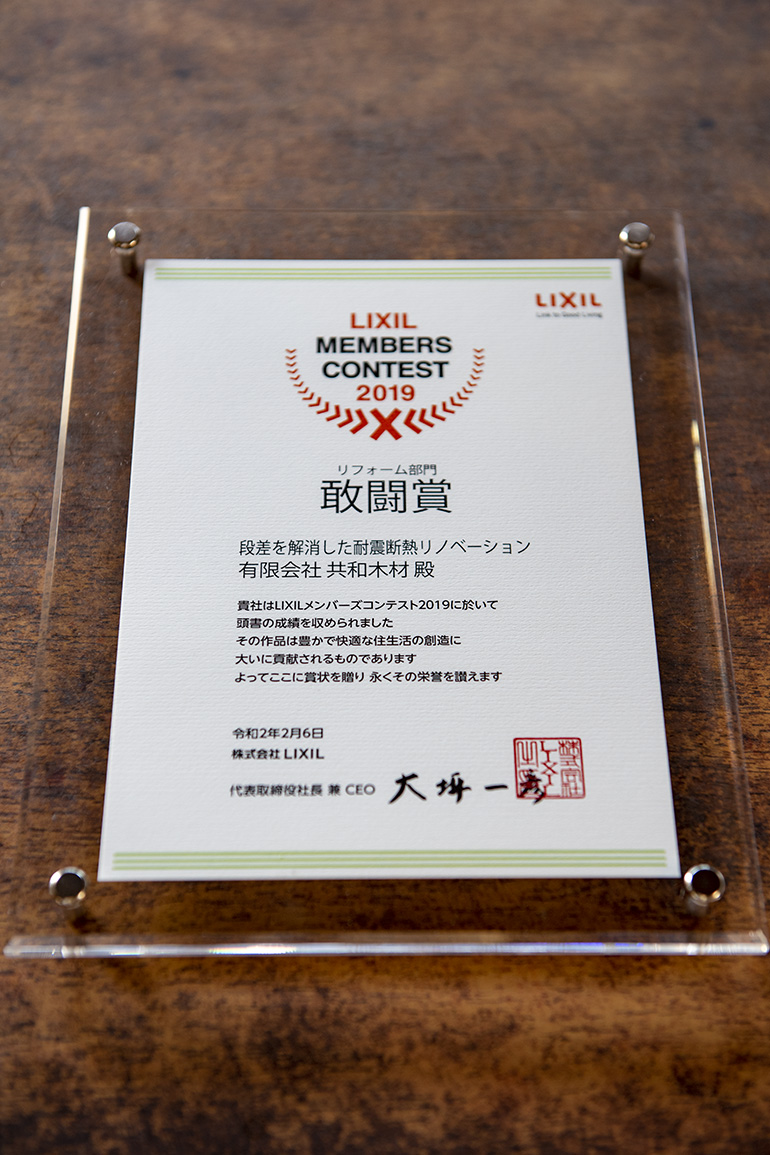 LIXIL
Link to Good Living
LIXIL
MEMBERS
CONTEST
2019
リフォーム部門
敢闘賞
段差を解消した耐震断熱リノベーション
有限会社 共和木材 殿
貴社はLIXILメンバーズコンテスト2019に於いて
頭書の成績を収められました
その作品は豊かで快適な住生活の創造に
大いに貢献されるものであります
よってここに賞状を贈り 永くその栄誉を讃えます
令和2年2月6日
株式会社 LIXIL
代表取締役社長 兼 CEO 大坪一彦